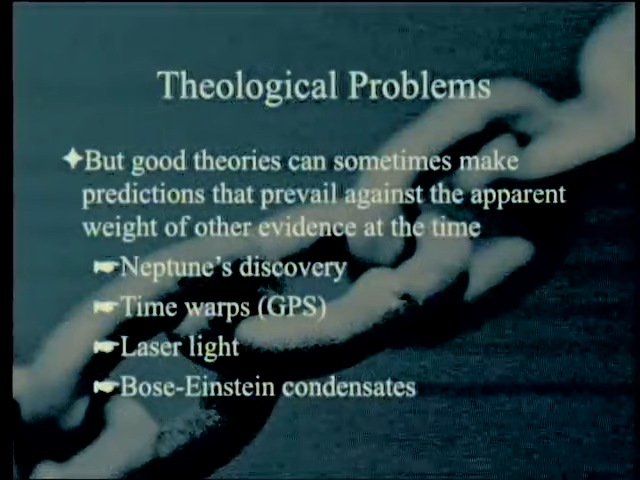 Theological Problems
But good theories can sometimes make
predictions that prevail against the apparent
weight of other evidence at the time
Neptune's discovery
Time warps (GPS)
Laser light
Bose-Einstein condensates